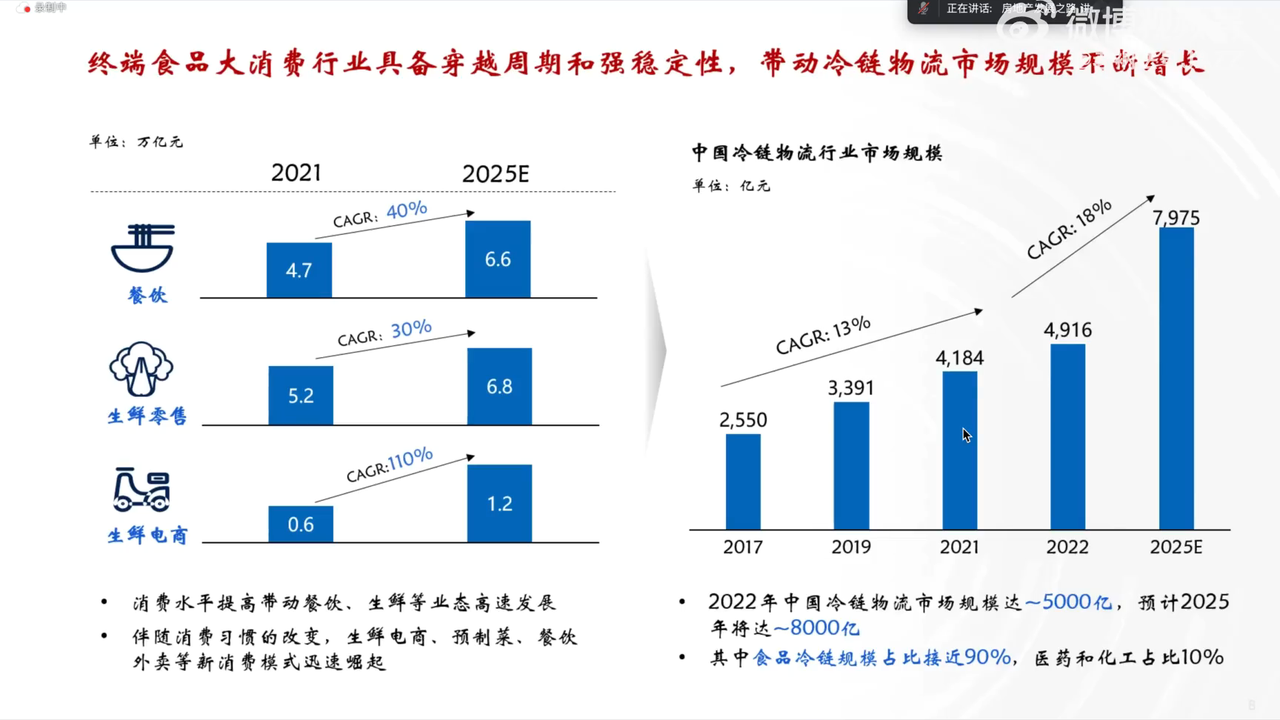 录制中
正在讲话: 房地产发展之路 讲
微博
终端食品大消费行业具备穿越周期和强稳定性，带动冷链物流市场规模不断增长
单位：万亿元
2021
2025E
CAGR：40%
餐饮
4.7
6.6
CAGR：30%
生鲜零售
5.2
6.8
CAGR:110%
生鲜电商
0.6
1.2
• 消费水平提高带动餐饮、生鲜等业态高速发展
• 伴随消费习惯的改变，生鲜电商、预制菜、餐饮
外卖等新消费模式迅速崛起
中国冷链物流行业市场规模
单位：亿元
CAGR: 13%
CAGR: 18%
2,550
3,391
4,184
4,916
7,975
2017
2019
2021
2022
2025E
• 2022年中国冷链物流市场规模达~5000亿，预计2025
年将达~8000亿
• 其中食品冷链规模占比接近90%，医药和化工占比10%
8